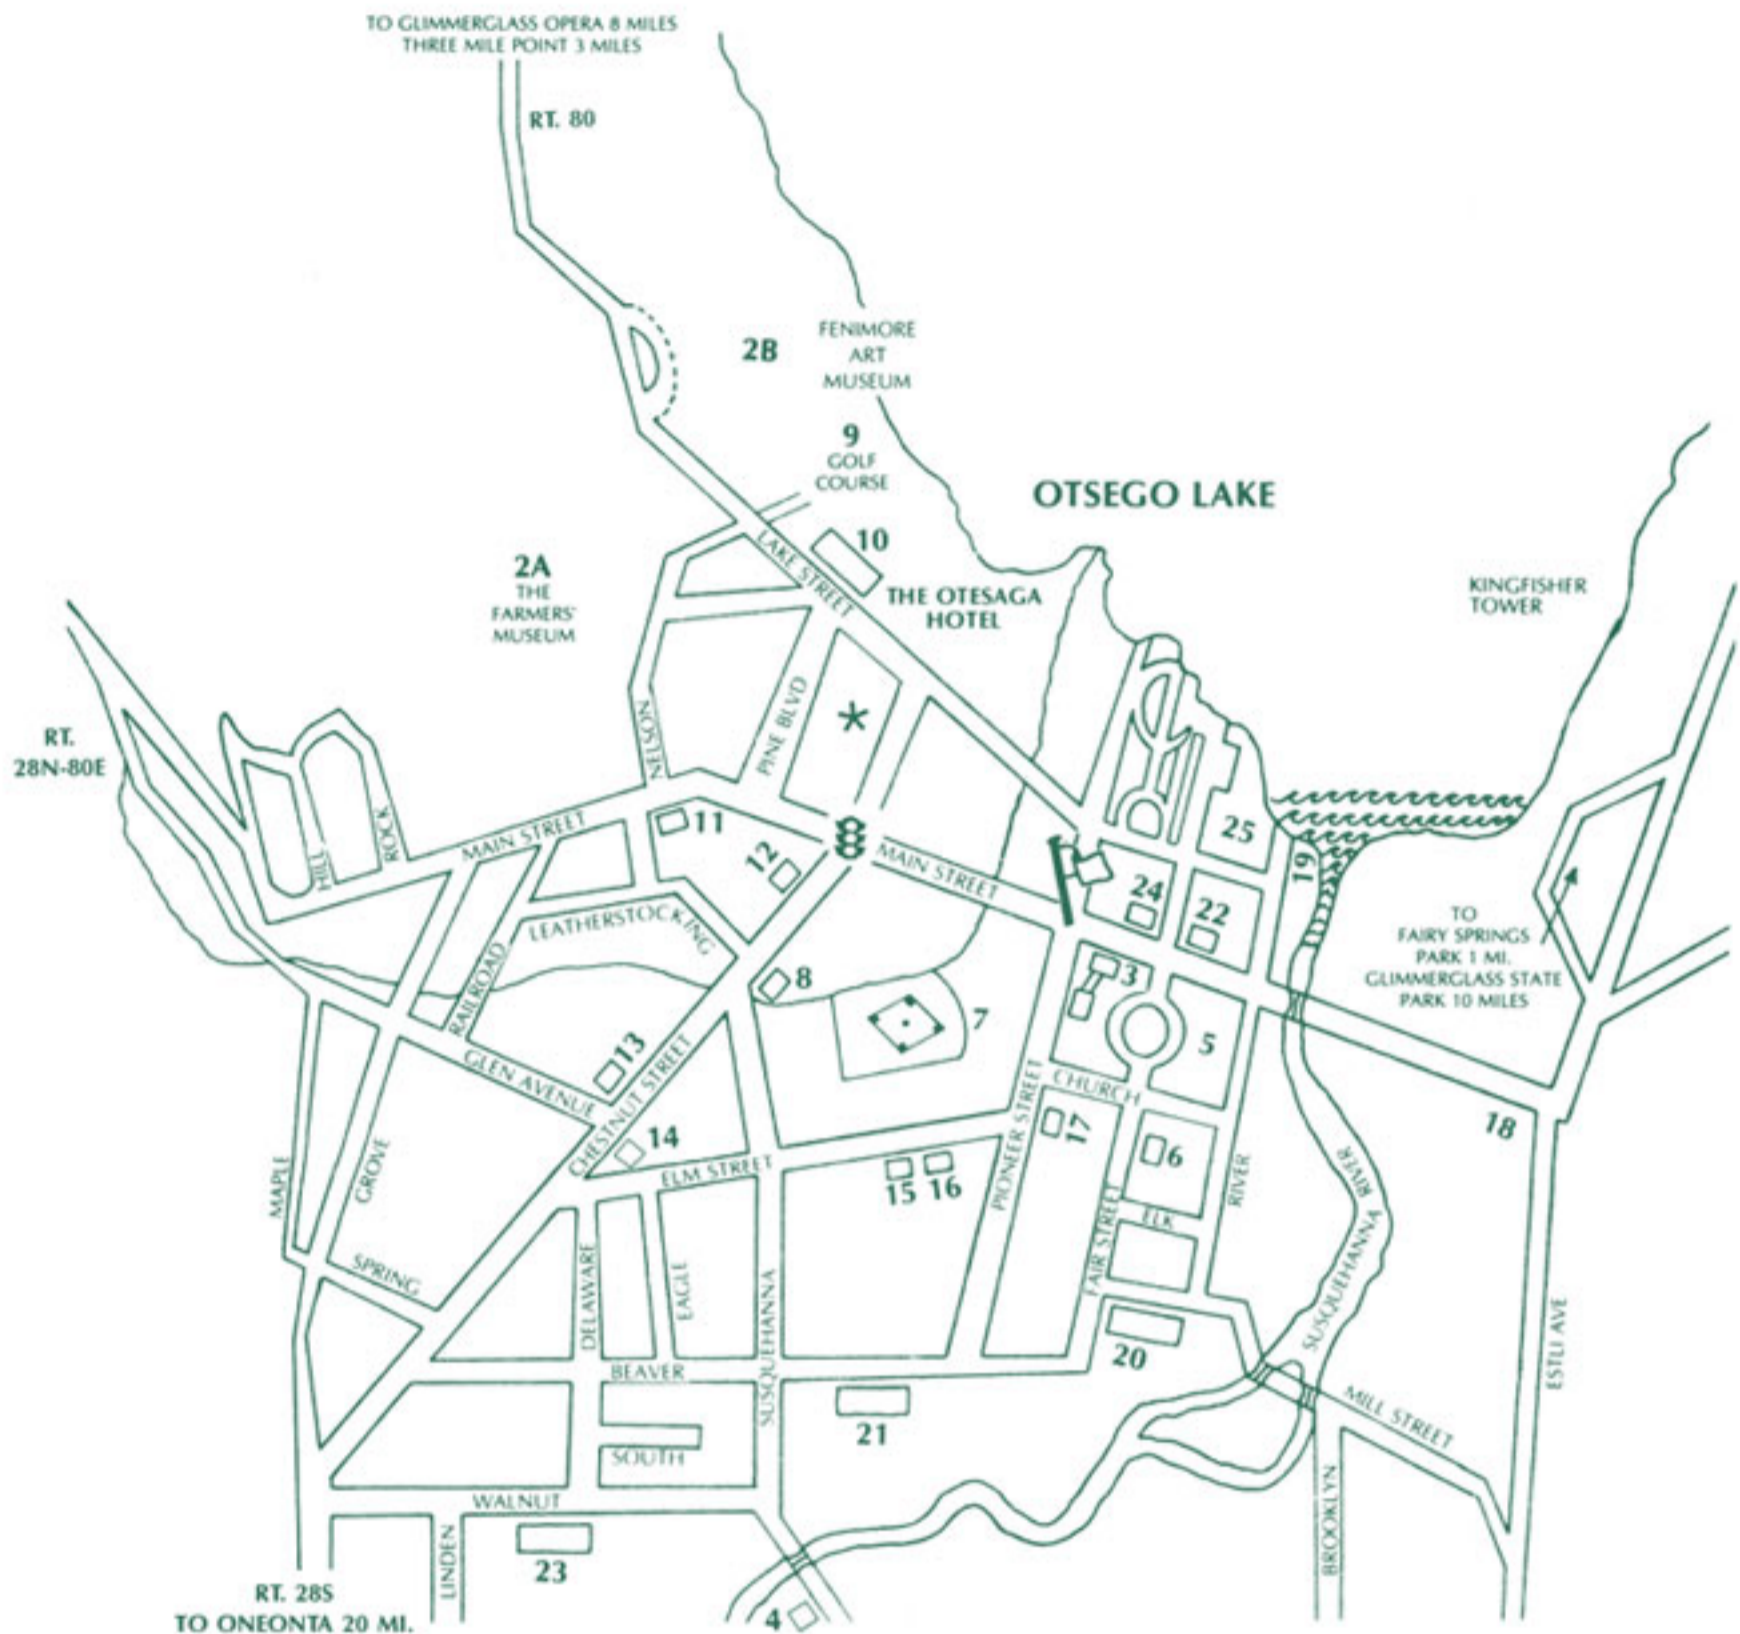 TO GLIMMERGLASS OPERA 8 MILES
THREE MILE POINT 3 MILES
RT. 80
2B
FENIMORE
ART
MUSEUM
9
GOLF
COURSE
OTSEGO LAKE
10
THE OTESAGA
HOTEL
LAKE STREET
2A
THE
FARMERS'
MUSEUM
KINGFISHER
TOWER
NELSON
PINE BLVD
*
RT.
28N-80E
HILL
ROCK
MAIN STREET
11
12
MAIN STREET
25
19
24
22
TO
FAIRY SPRINGS
PARK 1 MI.
GLIMMERGLASS STATE
PARK 10 MILES
LEATHERSTOCKING
RAILROAD
8
3
7
5
13
GLEN AVENUE
CHESTNUT STREET
CHURCH
14
17
18
ELM STREET
15
16
6
PIONEER STREET
MAPLE
GROVE
RIVER
ELK
FAIR STREET
SUSQUEHANNA RIVER
SPRING
DELAWARE
EAGLE
SUSQUEHANNA
ESTLI AVE
20
BEAVER
21
MILL STREET
SOUTH
WALNUT
LINDEN
23
BROOKLYN
RT. 28S
TO ONEONTA 20 MI.
4